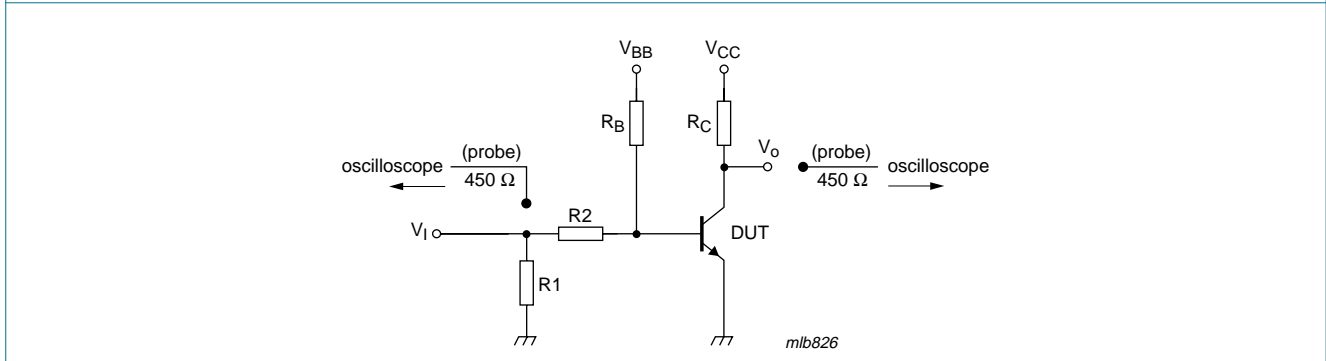 V_BB
V_CC
R_B
R_C
V_o
(probe)
oscilloscope
450 Ω
(probe)
oscilloscope
450 Ω
R2
V_I
DUT
R1
mlb826